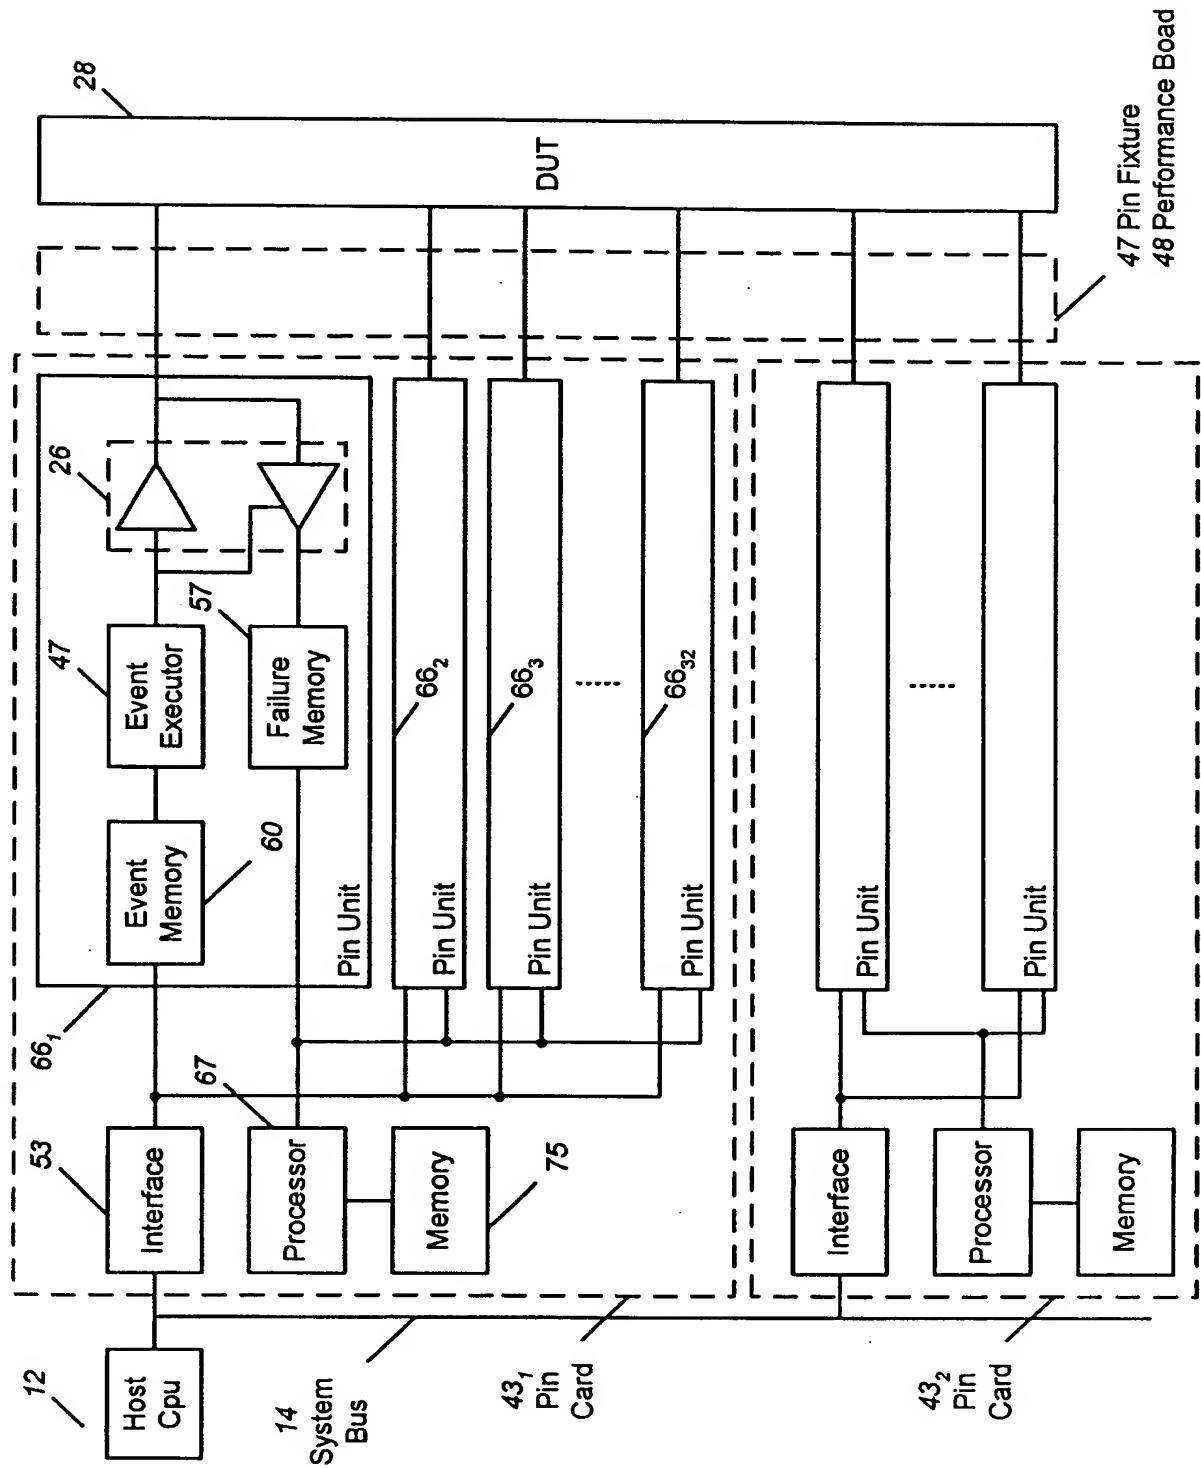 12
Host
Cpu
14
System
Bus
53
Interface
67
Processor
Memory
75
43₁
Pin
Card
66₁
Event
Memory
60
47
Event
Executor
57
Failure
Memory
26
Pin Unit
66₂
Pin Unit
66₃
Pin Unit
......
66₃₂
Pin Unit
Interface
Processor
Memory
43₂
Pin
Card
Pin Unit
......
Pin Unit
28
DUT
47 Pin Fixture
48 Performance Boad